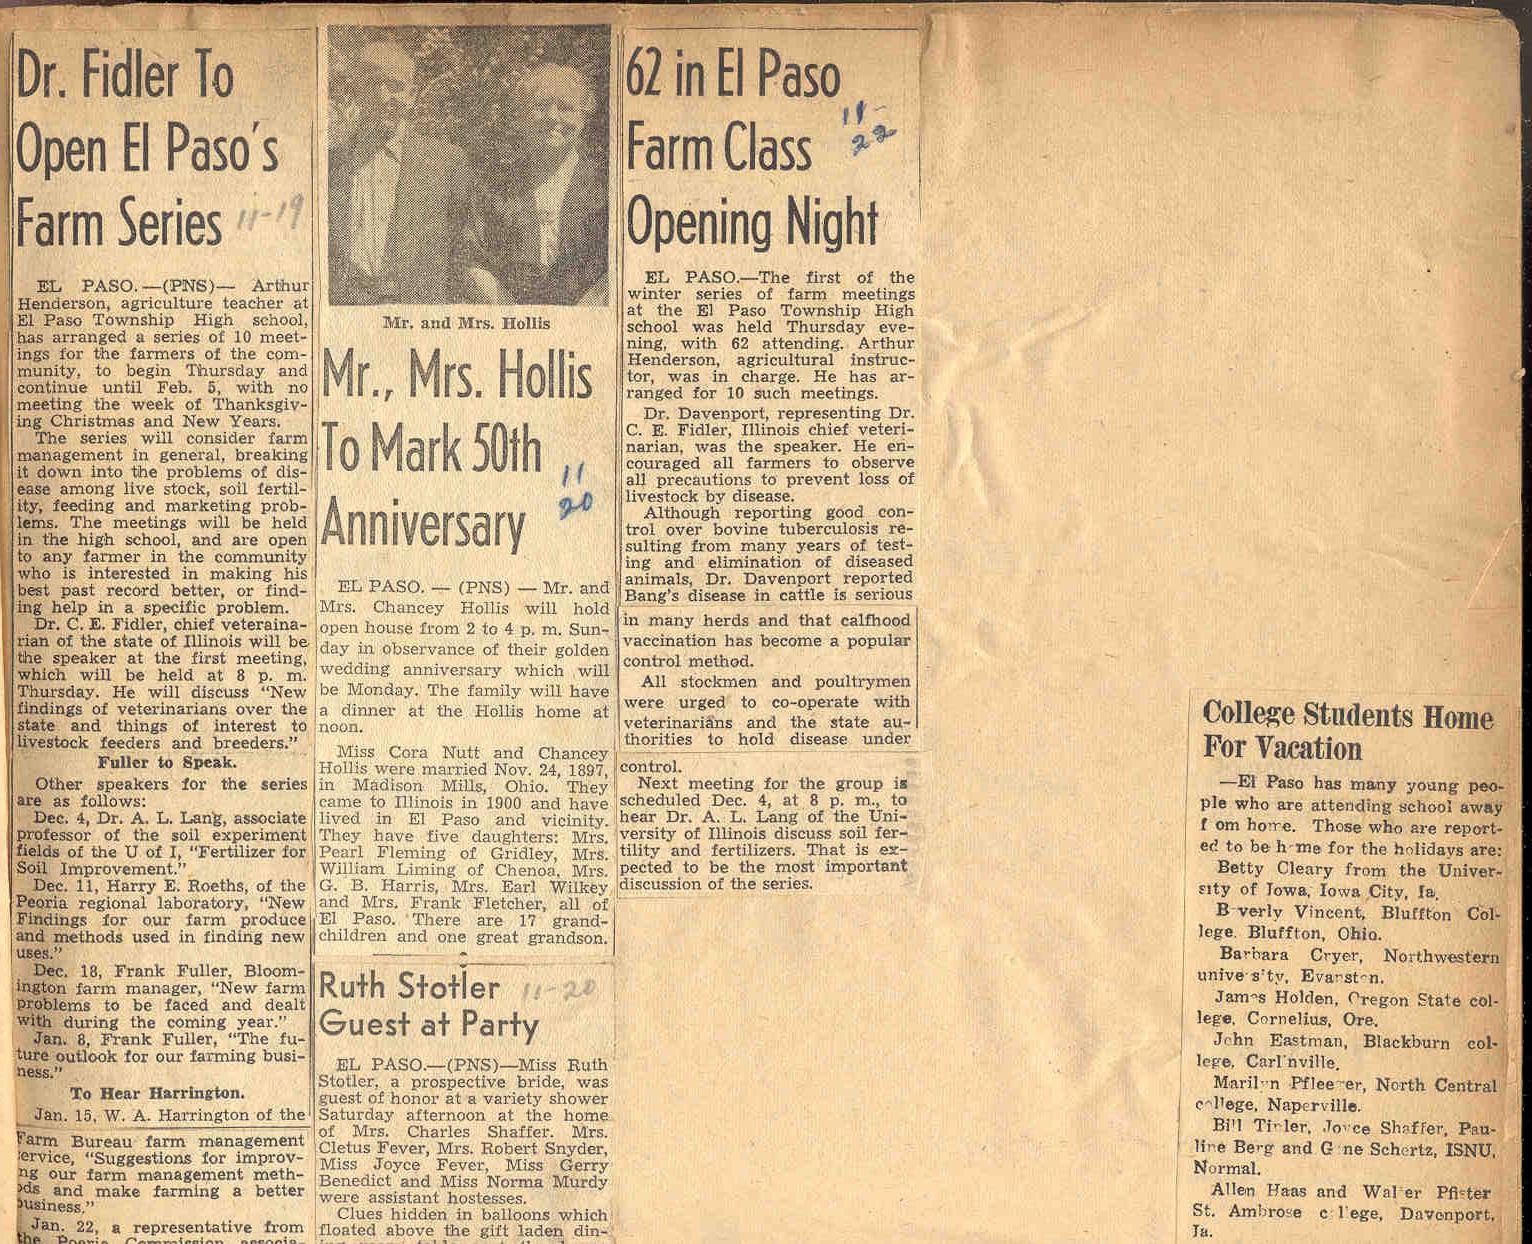 Dr. Fidler To
Open El Paso's
Farm Series
11-19
EL PASO.—(PNS)— Arthur
Henderson, agriculture teacher at
El Paso Township High school,
has arranged a series of 10 meet-
ings for the farmers of the com-
munity, to begin Thursday and
continue until Feb. 5, with no
meeting the week of Thanksgiv-
ing Christmas and New Years.
The series will consider farm
management in general, breaking
it down into the problems of dis-
ease among live stock, soil fertil-
ity, feeding and marketing prob-
lems. The meetings will be held
in the high school, and are open
to any farmer in the community
who is interested in making his
best past record better, or find-
ing help in a specific problem.
Dr. C. E. Fidler, chief veteraina-
rian of the state of Illinois will be
the speaker at the first meeting,
which will be held at 8 p. m.
Thursday. He will discuss "New
findings of veterinarians over the
state and things of interest to
livestock feeders and breeders."
Fuller to Speak.
Other speakers for the series
are as follows:
Dec. 4, Dr. A. L. Lang, associate
professor of the soil experiment
fields of the U of I, "Fertilizer for
Soil Improvement."
Dec. 11, Harry E. Roeths, of the
Peoria regional laboratory, "New
Findings for our farm produce
and methods used in finding new
uses."
Dec. 18, Frank Fuller, Bloom-
ington farm manager, "New farm
problems to be faced and dealt
with during the coming year."
Jan. 8, Frank Fuller, "The fu-
ture outlook for our farming busi-
ness."
To Hear Harrington.
Jan. 15, W. A. Harrington of the
Farm Bureau farm management
service, "Suggestions for improv-
ing our farm management meth-
ods and make farming a better
business."
Jan. 22, a representative from
the Peoria Commission associa-
Mr. and Mrs. Hollis
Mr., Mrs. Hollis
To Mark 50th
Anniversary
11
20
EL PASO. — (PNS) — Mr. and
Mrs. Chancey Hollis will hold
open house from 2 to 4 p. m. Sun-
day in observance of their golden
wedding anniversary which will
be Monday. The family will have
a dinner at the Hollis home at
noon.
Miss Cora Nutt and Chancey
Hollis were married Nov. 24, 1897,
in Madison Mills, Ohio. They
came to Illinois in 1900 and have
lived in El Paso and vicinity.
They have five daughters: Mrs.
Pearl Fleming of Gridley, Mrs.
William Liming of Chenoa, Mrs.
G. B. Harris, Mrs. Earl Wilkey
and Mrs. Frank Fletcher, all of
El Paso. There are 17 grand-
children and one great grandson.
Ruth Stotler
Guest at Party
11-20
EL PASO.—(PNS)—Miss Ruth
Stotler, a prospective bride, was
guest of honor at a variety shower
Saturday afternoon at the home
of Mrs. Charles Shaffer. Mrs.
Cletus Fever, Mrs. Robert Snyder,
Miss Joyce Fever, Miss Gerry
Benedict and Miss Norma Murdy
were assistant hostesses.
Clues hidden in balloons which
floated above the gift laden din-
62 in El Paso
Farm Class
Opening Night
11-
22
EL PASO.—The first of the
winter series of farm meetings
at the El Paso Township High
school was held Thursday eve-
ning, with 62 attending. Arthur
Henderson, agricultural instruc-
tor, was in charge. He has ar-
ranged for 10 such meetings.
Dr. Davenport, representing Dr.
C. E. Fidler, Illinois chief veteri-
narian, was the speaker. He en-
couraged all farmers to observe
all precautions to prevent loss of
livestock by disease.
Although reporting good con-
trol over bovine tuberculosis re-
sulting from many years of test-
ing and elimination of diseased
animals, Dr. Davenport reported
Bang's disease in cattle is serious
in many herds and that calfhood
vaccination has become a popular
control method.
All stockmen and poultrymen
were urged to co-operate with
veterinarians and the state au-
thorities to hold disease under
control.
Next meeting for the group is
scheduled Dec. 4, at 8 p. m., to
hear Dr. A. L. Lang of the Uni-
versity of Illinois discuss soil fer-
tility and fertilizers. That is ex-
pected to be the most important
discussion of the series.
College Students Home
For Vacation
—El Paso has many young peo-
ple who are attending school away
from home. Those who are report-
ed to be home for the holidays are:
Betty Cleary from the Univer-
sity of Iowa, Iowa City, Ia.
Beverly Vincent, Bluffton Col-
lege. Bluffton, Ohio.
Barbara Cryer, Northwestern
university, Evanston.
James Holden, Oregon State col-
lege, Cornelius, Ore.
John Eastman, Blackburn col-
lege, Carlinville.
Marilyn Pfleeger, North Central
college, Naperville.
Bill Tinler, Joyce Shaffer, Pau-
line Berg and Gene Schertz, ISNU,
Normal.
Allen Haas and Walter Pfister
St. Ambrose college, Davenport,
Ia.